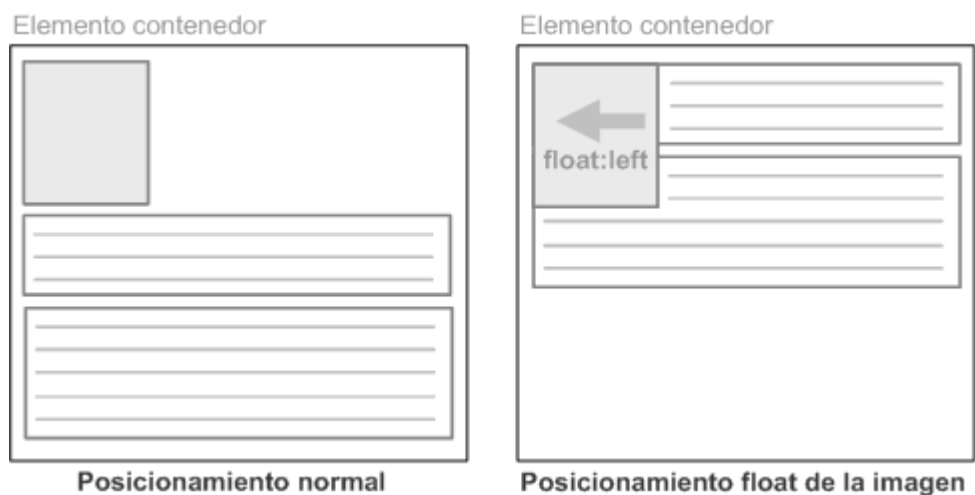 Elemento contenedor
Elemento contenedor
float:left
Posicionamiento normal
Posicionamiento float de la imagen